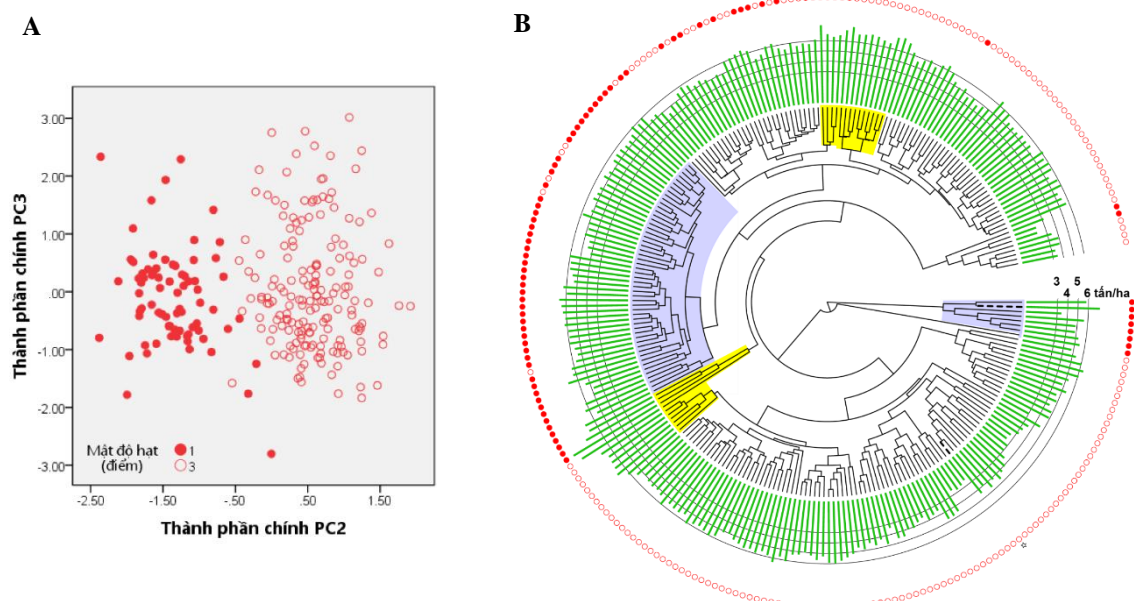 A
B
3.00
2.00
1.00
.00
-1.00
-2.00
-3.00
Thành phần chính PC3
Mật độ hạt
(điểm)
1
3
-2.50
-1.50
-.50
.50
1.50
Thành phần chính PC2
3
4
5
6 tấn/ha